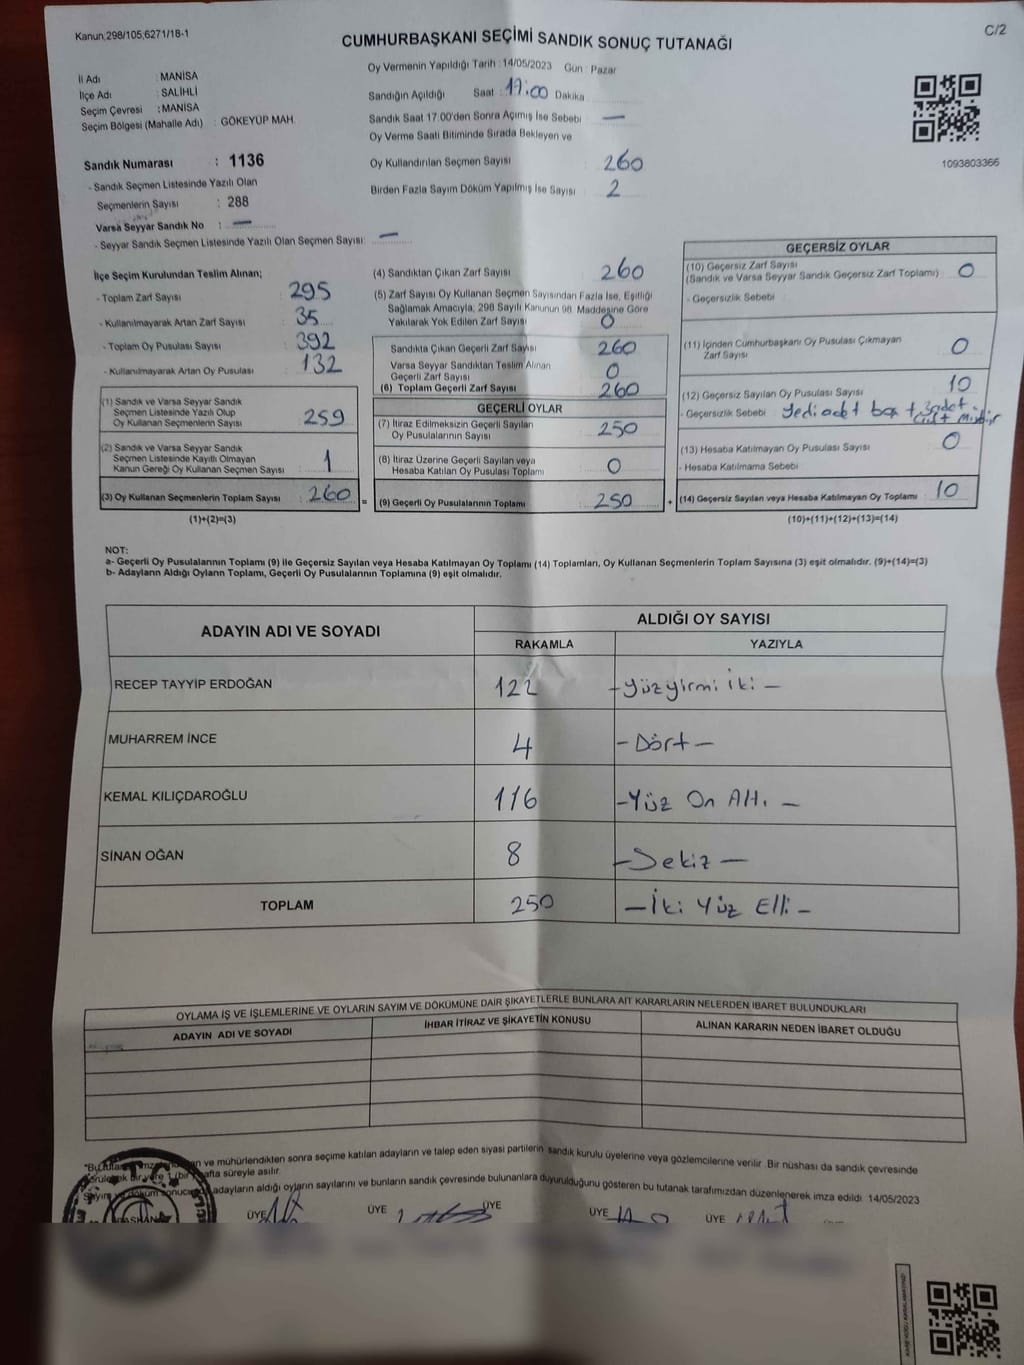 Kanun,298/105,6271/18-1
C/2
CUMHURBAŞKANI SEÇİMİ SANDIK SONUÇ TUTANAĞI
İl Adı : MANİSA
İlçe Adı : SALİHLİ
Seçim Çevresi : MANİSA
Seçim Bölgesi (Mahalle Adı) : GÖKEYÜP MAH.
Sandık Numarası : 1136
- Sandık Seçmen Listesinde Yazılı Olan
Seçmenlerin Sayısı : 288
Varsa Seyyar Sandık No : —
- Seyyar Sandık Seçmen Listesinde Yazılı Olan Seçmen Sayısı: —
Oy Vermenin Yapıldığı Tarih : 14/05/2023 Gün : Pazar
Sandığın Açıldığı Saat : 17:00 Dakika
Sandık Saat 17.00'den Sonra Açılmış İse Sebebi —
Oy Verme Saati Bitiminde Sırada Bekleyen ve
Oy Kullandırılan Seçmen Sayısı 260
Birden Fazla Sayım Döküm Yapılmış İse Sayısı 2
1093803366
İlçe Seçim Kurulundan Teslim Alınan;
- Toplam Zarf Sayısı : 295
- Kullanılmayarak Artan Zarf Sayısı : 35
- Toplam Oy Pusulası Sayısı : 392
- Kullanılmayarak Artan Oy Pusulası : 132
(1) Sandık ve Varsa Seyyar Sandık
Seçmen Listesinde Yazılı Olup
Oy Kullanan Seçmenlerin Sayısı : 259
(2) Sandık ve Varsa Seyyar Sandık
Seçmen Listesinde Kayıtlı Olmayan
Kanun Gereği Oy Kullanan Seçmen Sayısı : 1
(3) Oy Kullanan Seçmenlerin Toplam Sayısı : 260 =
(1)+(2)=(3)
(4) Sandıktan Çıkan Zarf Sayısı 260
(5) Zarf Sayısı Oy Kullanan Seçmen Sayısından Fazla İse, Eşitliği
Sağlamak Amacıyla; 298 Sayılı Kanunun 98. Maddesine Göre
Yakılarak Yok Edilen Zarf Sayısı 0
Sandıkta Çıkan Geçerli Zarf Sayısı 260
Varsa Seyyar Sandıktan Teslim Alınan
Geçerli Zarf Sayısı 0
(6) Toplam Geçerli Zarf Sayısı 260
GEÇERLİ OYLAR
(7) İtiraz Edilmeksizin Geçerli Sayılan
Oy Pusulalarının Sayısı : 250
(8) İtiraz Üzerine Geçerli Sayılan veya
Hesaba Katılan Oy Pusulası Toplamı : 0
(9) Geçerli Oy Pusulalarının Toplamı : 250 +
GEÇERSİZ OYLAR
(10) Geçersiz Zarf Sayısı
(Sandık ve Varsa Seyyar Sandık Geçersiz Zarf Toplamı) : 0
- Geçersizlik Sebebi :
(11) İçinden Cumhurbaşkanı Oy Pusulası Çıkmayan
Zarf Sayısı 0
(12) Geçersiz Sayılan Oy Pusulası Sayısı 10
- Geçersizlik Sebebi Yedi adet boş + 3 adet
(13) Hesaba Katılmayan Oy Pusulası Sayısı 0
- Hesaba Katılmama Sebebi
(14) Geçersiz Sayılan veya Hesaba Katılmayan Oy Toplamı : 10
(10)+(11)+(12)+(13)=(14)
NOT:
a- Geçerli Oy Pusulalarının Toplamı (9) ile Geçersiz Sayılan veya Hesaba Katılmayan Oy Toplamı (14) Toplamları, Oy Kullanan Seçmenlerin Toplam Sayısına (3) eşit olmalıdır. (9)+(14)=(3)
b- Adayların Aldığı Oyların Toplamı, Geçerli Oy Pusulalarının Toplamına (9) eşit olmalıdır.
ADAYIN ADI VE SOYADI
ALDIĞI OY SAYISI
RAKAMLA YAZIYLA
RECEP TAYYİP ERDOĞAN 122 -Yüzyirmi iki-
MUHARREM İNCE 4 -Dört-
KEMAL KILIÇDAROĞLU 116 -Yüz On Altı-
SİNAN OĞAN 8 -Sekiz-
TOPLAM 250 -İki Yüz Elli-
OYLAMA İŞ VE İŞLEMLERİNE VE OYLARIN SAYIM VE DÖKÜMÜNE DAİR ŞİKAYETLERLE BUNLARA AİT KARARLARIN NELERDEN İBARET BULUNDUKLARI
ADAYIN ADI VE SOYADI İHBAR İTİRAZ VE ŞİKAYETİN KONUSU ALINAN KARARIN NEDEN İBARET OLDUĞU
ve mühürlendikten sonra seçime katılan adayların ve talep eden siyasi partilerin sandık kurulu üyelerine veya gözlemcilerine verilir. Bir nüshası da sandık çevresinde
1 (bir) hafta süreyle asılır.
Sayım ve döküm sonucu adayların aldığı oyların sayılarını ve bunların sandık çevresinde bulunanlara duyurulduğunu gösteren bu tutanak tarafımızdan düzenlenerek imza edildi. 14/05/2023
T.C.
BAŞKAN ÜYE ÜYE ÜYE ÜYE ÜYE